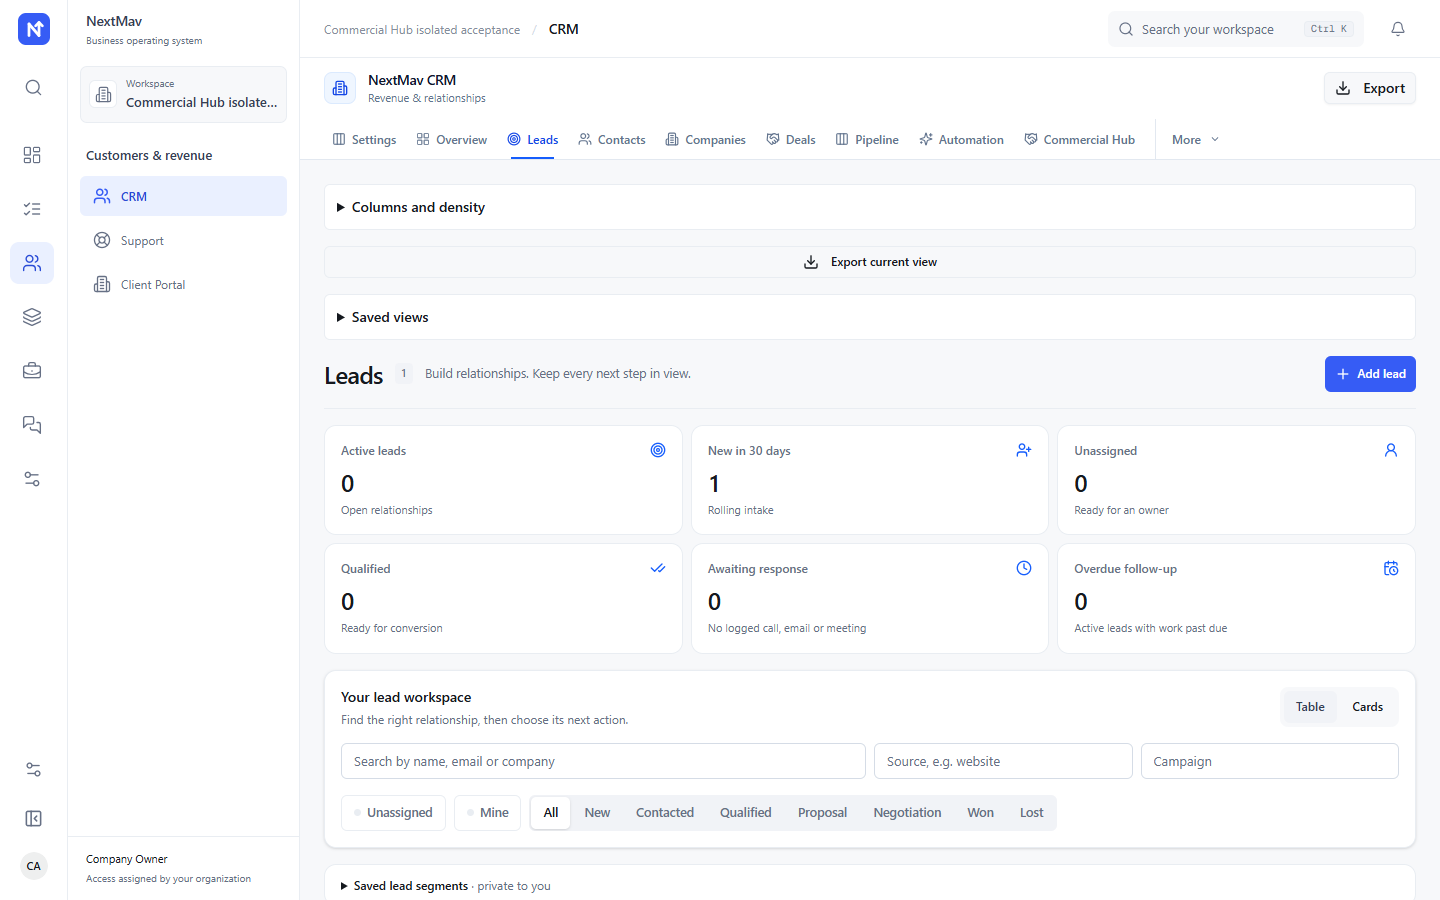 NextMav
Business operating system
Workspace
Commercial Hub isolate...
Customers & revenue
CRM
Support
Client Portal
CA
Company Owner
Access assigned by your organization
Commercial Hub isolated acceptance / CRM
Search your workspace Ctrl K
NextMav CRM
Revenue & relationships
Export
Settings Overview Leads Contacts Companies Deals Pipeline Automation Commercial Hub More
Columns and density
Export current view
Saved views
Leads 1 Build relationships. Keep every next step in view.
Add lead
Active leads
0
Open relationships
New in 30 days
1
Rolling intake
Unassigned
0
Ready for an owner
Qualified
0
Ready for conversion
Awaiting response
0
No logged call, email or meeting
Overdue follow-up
0
Active leads with work past due
Your lead workspace
Find the right relationship, then choose its next action.
Table Cards
Search by name, email or company
Source, e.g. website
Campaign
Unassigned Mine All New Contacted Qualified Proposal Negotiation Won Lost
Saved lead segments · private to you